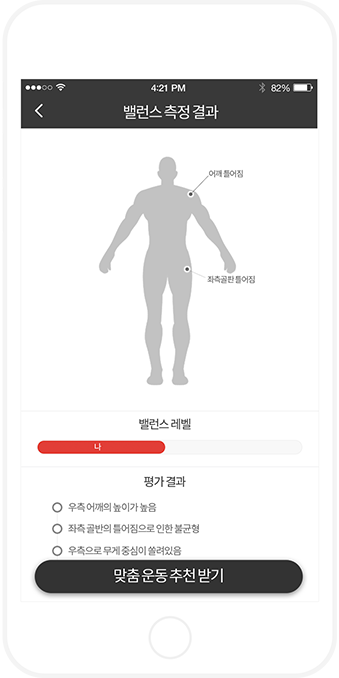 4:21 PM
82%
밸런스 측정 결과
어깨 틀어짐
좌측골반 틀어짐
밸런스 레벨
나
평가 결과
우측 어깨의 높이가 높음
좌측 골반의 틀어짐으로 인한 불균형
우측으로 무게 중심이 쏠려있음
맞춤 운동 추천 받기